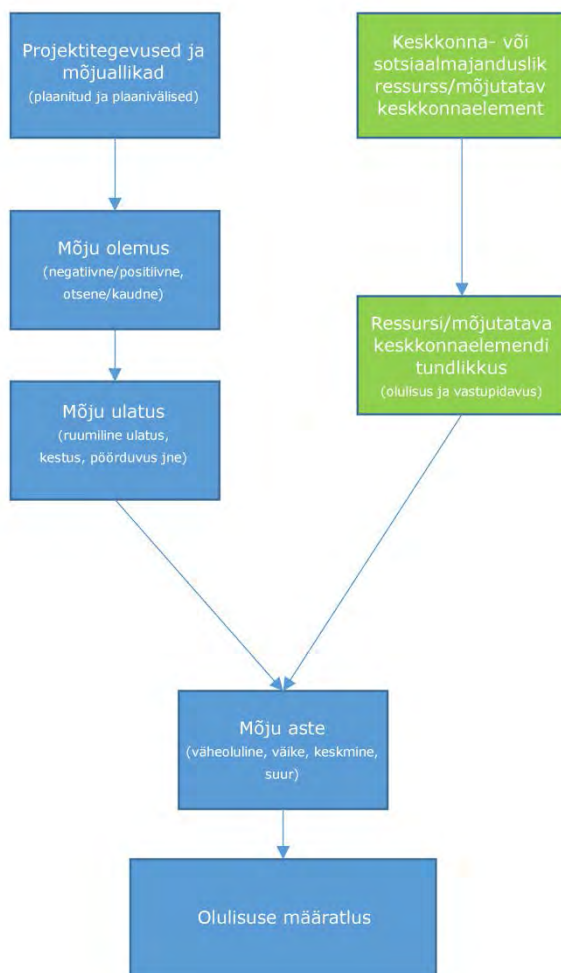 Projektitegevused ja
mõjuallikad
(plaanitud ja plaanivälised)
Keskkonna- või
sotsiaalmajanduslik
ressurss/mõjutatav
keskkonnaelement
Mõju olemus
(negatiivne/positiivne,
otsene/kaudne)
Ressursi/mõjutatava
keskkonnaelemendi
tundlikkus
(olulisus ja vastupidavus)
Mõju ulatus
(ruumiline ulatus,
kestus, pöörduvus jne)
Mõju aste
(väheoluline, väike, keskmine,
suur)
Olulisuse määratlus